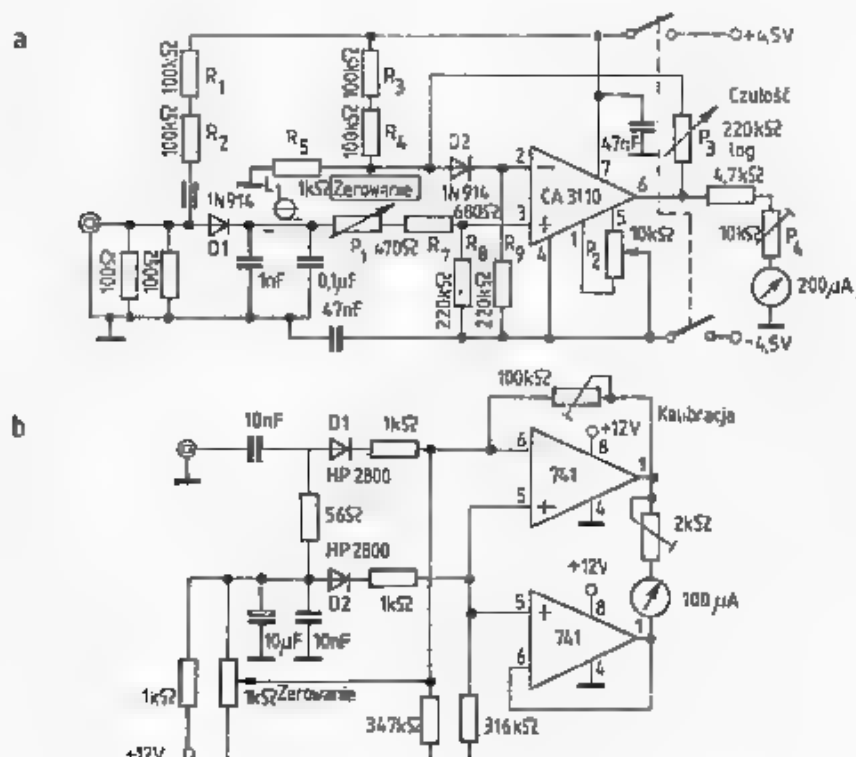 a
100kΩ R1
100kΩ R2
100kΩ R3
100kΩ R4
+4,5V
Czułość
R5
1kΩ
Zerowanie
D2
1N914
47nF
P3
220kΩ
log
4,7kΩ
L1
1N914
D1
680Ω
2
3
CA 3110
7
6
5
4
1
P1
470Ω
R7
R8
R9
P2
10kΩ
10kΩ
P4
100Ω
100Ω
1nF
0,1µF
47nF
220kΩ
220kΩ
200µA
-4,5V
b
100kΩ
Kalibracja
10nF
D1
1kΩ
HP 2800
+12V
6
741
8
1
5
4
56Ω
HP 2800
D2
1kΩ
2kΩ
+12V
100µA
5
8
741
1
6
4
10µF
10nF
1kΩ
1kΩ
Zerowanie
347kΩ
316kΩ
+12V